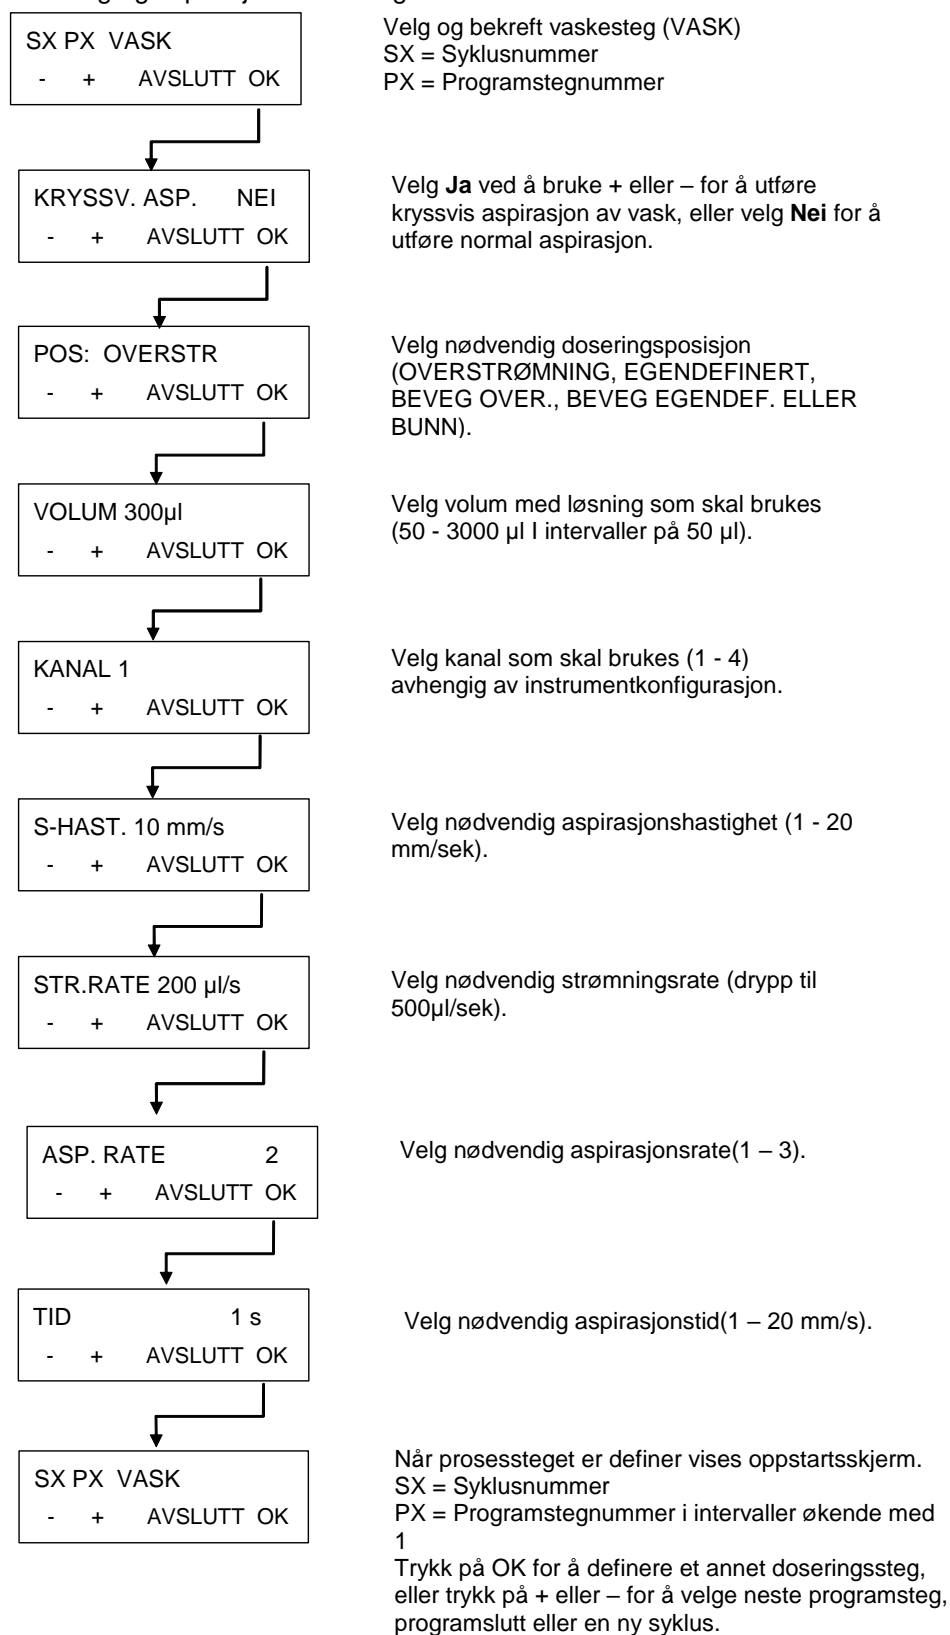 SX PX VASK
- + AVSLUTT OK
Velg og bekreft vaskesteg (VASK)
SX = Syklusnummer
PX = Programstegnummer
KRYSSV. ASP. NEI
- + AVSLUTT OK
Velg Ja ved å bruke + eller – for å utføre
kryssvis aspirasjon av vask, eller velg Nei for å
utføre normal aspirasjon.
POS: OVERSTR
- + AVSLUTT OK
Velg nødvendig doseringsposisjon
(OVERSTRØMNING, EGENDEFINERT,
BEVEG OVER., BEVEG EGENDEF. ELLER
BUNN).
VOLUM 300µl
- + AVSLUTT OK
Velg volum med løsning som skal brukes
(50 - 3000 µl I intervaller på 50 µl).
KANAL 1
- + AVSLUTT OK
Velg kanal som skal brukes (1 - 4)
avhengig av instrumentkonfigurasjon.
S-HAST. 10 mm/s
- + AVSLUTT OK
Velg nødvendig aspirasjonshastighet (1 - 20
mm/sek).
STR.RATE 200 µl/s
- + AVSLUTT OK
Velg nødvendig strømningsrate (drypp til
500µl/sek).
ASP. RATE 2
- + AVSLUTT OK
Velg nødvendig aspirasjonsrate(1 – 3).
TID 1 s
- + AVSLUTT OK
Velg nødvendig aspirasjonstid(1 – 20 mm/s).
SX PX VASK
- + AVSLUTT OK
Når prosessteget er definer vises oppstartsskjerm.
SX = Syklusnummer
PX = Programstegnummer i intervaller økende med
1
Trykk på OK for å definere et annet doseringssteg,
eller trykk på + eller – for å velge neste programsteg,
programslutt eller en ny syklus.